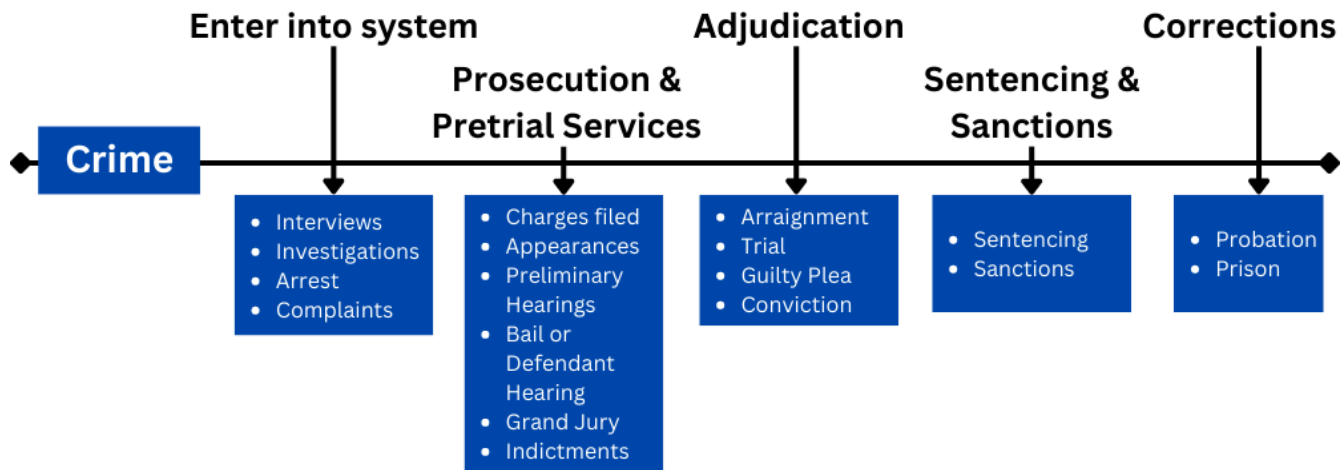 Enter into system
Adjudication
Corrections
Prosecution &
Pretrial Services
Sentencing &
Sanctions
Crime
• Interviews
• Investigations
• Arrest
• Complaints
• Charges filed
• Appearances
• Preliminary
Hearings
• Bail or
Defendant
Hearing
• Grand Jury
• Indictments
• Arraignment
• Trial
• Guilty Plea
• Conviction
• Sentencing
• Sanctions
• Probation
• Prison